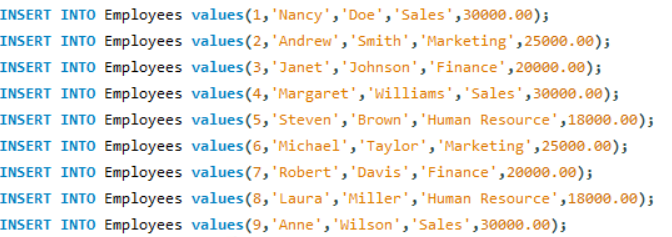 INSERT INTO Employees values(1,'Nancy','Doe','Sales',30000.00);
INSERT INTO Employees values(2,'Andrew','Smith','Marketing',25000.00);
INSERT INTO Employees values(3,'Janet','Johnson','Finance',20000.00);
INSERT INTO Employees values(4,'Margaret','Williams','Sales',30000.00);
INSERT INTO Employees values(5,'Steven','Brown','Human Resource',18000.00);
INSERT INTO Employees values(6,'Michael','Taylor','Marketing',25000.00);
INSERT INTO Employees values(7,'Robert','Davis','Finance',20000.00);
INSERT INTO Employees values(8,'Laura','Miller','Human Resource',18000.00);
INSERT INTO Employees values(9,'Anne','Wilson','Sales',30000.00);